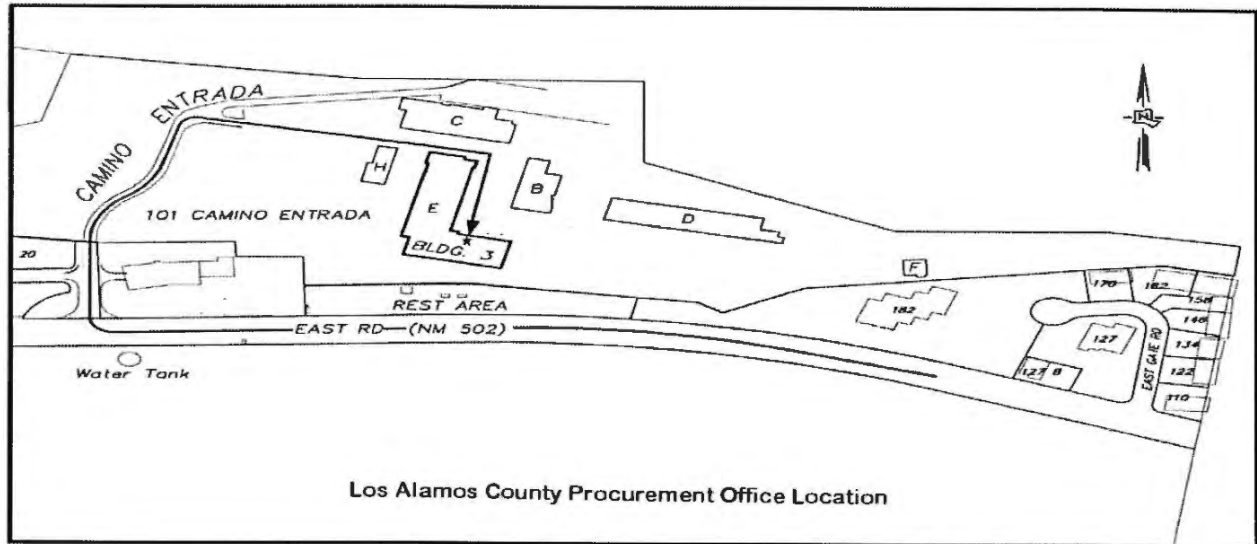 CAMINO ENTRADA
N
C
H
B
E
D
101 CAMINO ENTRADA
BLDG. 3
20
F
REST AREA
EAST RD (NM 502)
Water Tank
182
170
162
158
146
134
122
110
127
127 B
EAST GATE RD
Los Alamos County Procurement Office Location